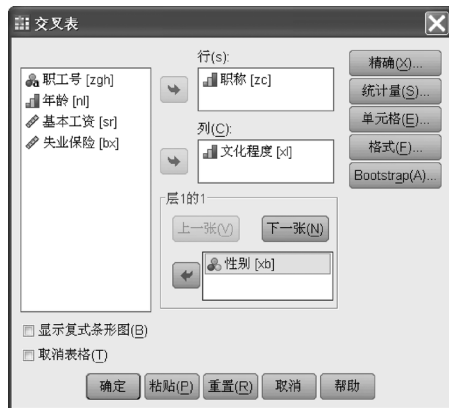 交叉表
职工号 [zgh]
年龄 [nl]
基本工资 [sr]
失业保险 [bx]
行(s):
职称 [zc]
列(C):
文化程度 [xl]
层1的1
上一张(V)
下一张(N)
性别 [xb]
精确(X)...
统计量(S)...
单元格(E)...
格式(F)...
Bootstrap(A)...
显示复式条形图(B)
取消表格(T)
确定
粘贴(P)
重置(R)
取消
帮助